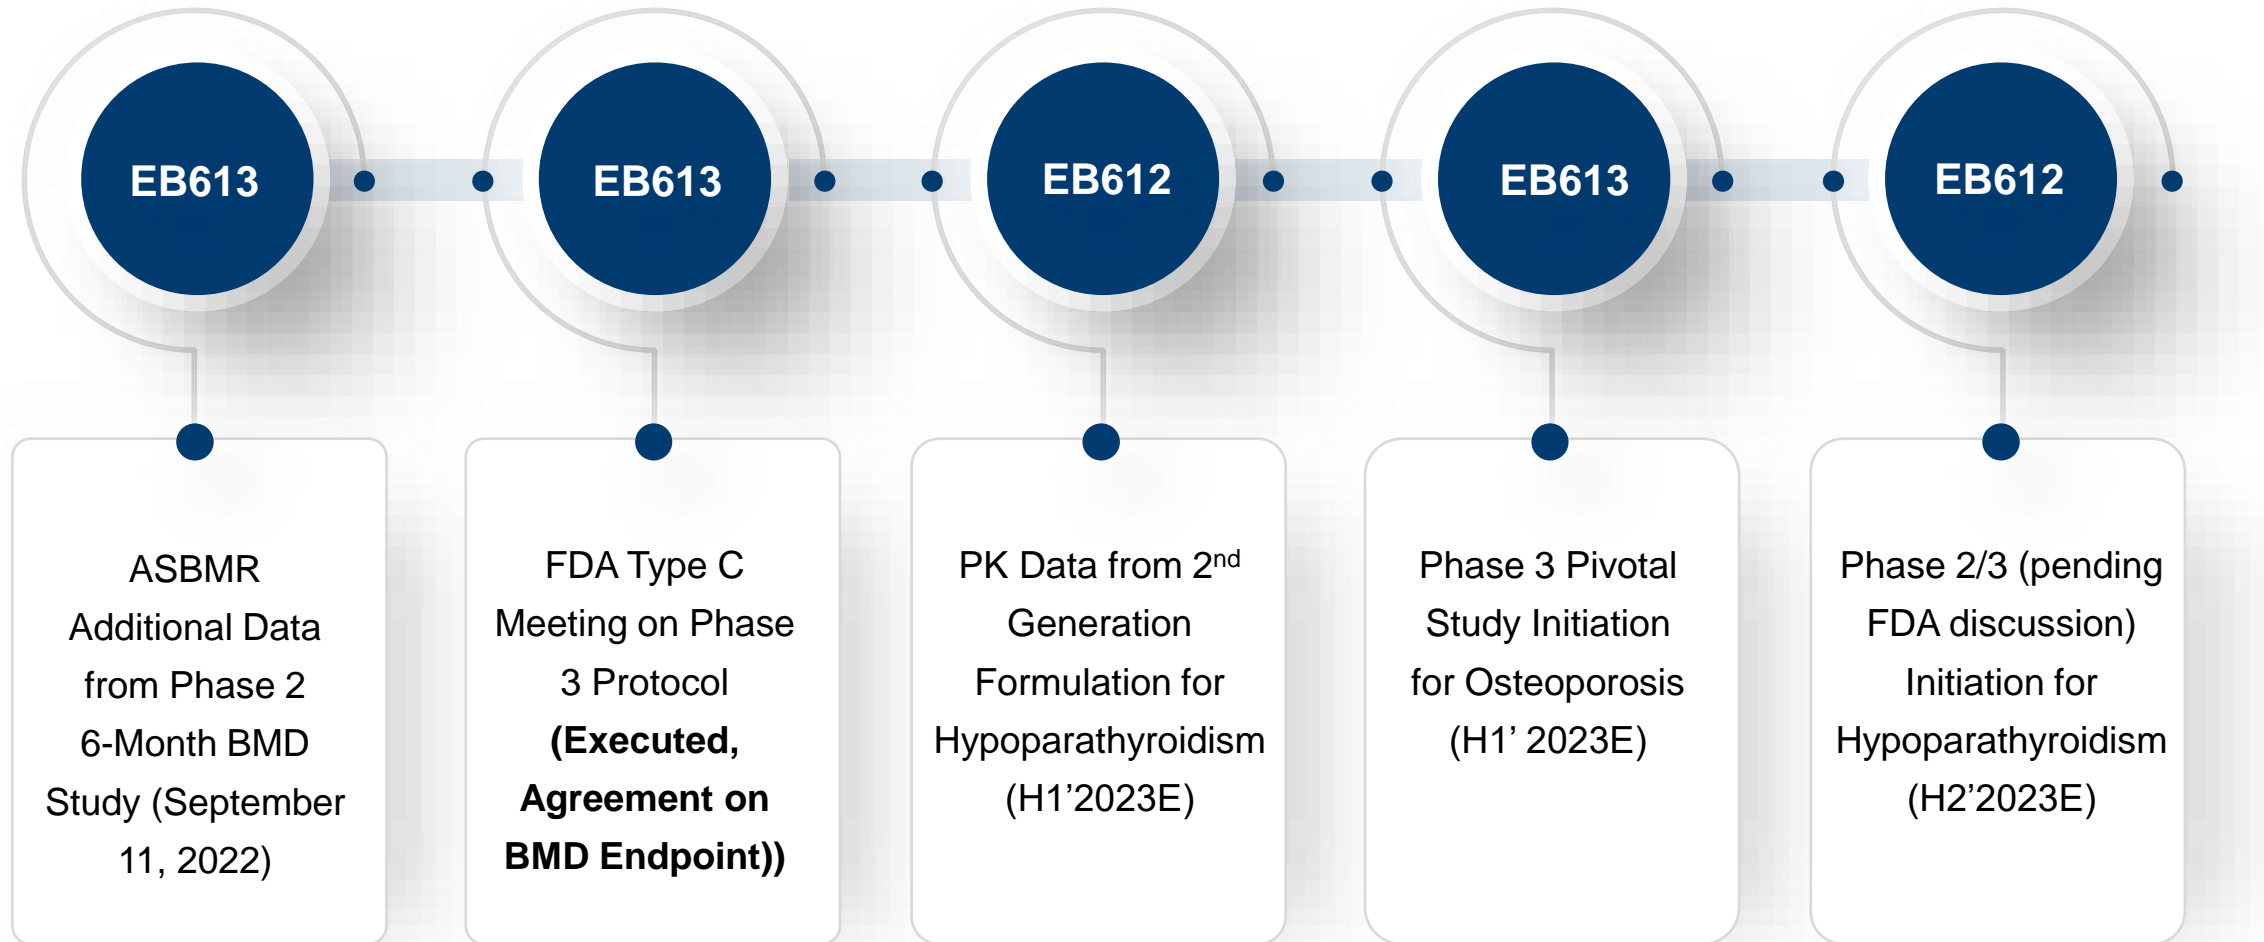 EB613
EB613
EB612
EB613
EB612
ASBMR
Additional Data
from Phase 2
6-Month BMD
Study (September
11, 2022)
FDA Type C
Meeting on Phase
3 Protocol
(Executed,
Agreement on
BMD Endpoint))
PK Data from 2nd
Generation
Formulation for
Hypoparathyroidism
(H1’2023E)
Phase 3 Pivotal
Study Initiation
for Osteoporosis
(H1’ 2023E)
Phase 2/3 (pending
FDA discussion)
Initiation for
Hypoparathyroidism
(H2’2023E)